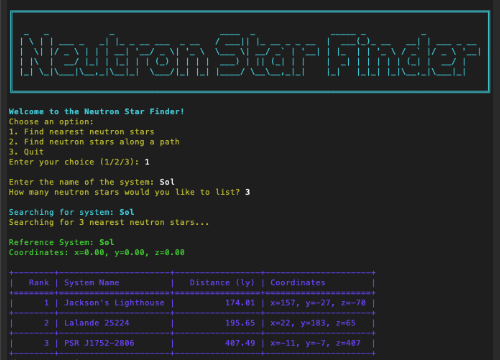 Neutron Star Finder
Welcome to the Neutron Star Finder!
Choose an option:
1. Find nearest neutron stars
2. Find neutron stars along a path
3. Quit
Enter your choice (1/2/3): 1
Enter the name of the system: Sol
How many neutron stars would you like to list? 3
Searching for system: Sol
Searching for 3 nearest neutron stars...
Reference System: Sol
Coordinates: x=0.00, y=0.00, z=0.00
Rank | System Name | Distance (ly) | Coordinates
1 | Jackson's Lighthouse | 174.01 | x=157, y=-27, z=-70
2 | Lalande 25224 | 195.65 | x=22, y=183, z=65
3 | PSR J1752-2806 | 407.49 | x=-11, y=-7, z=407